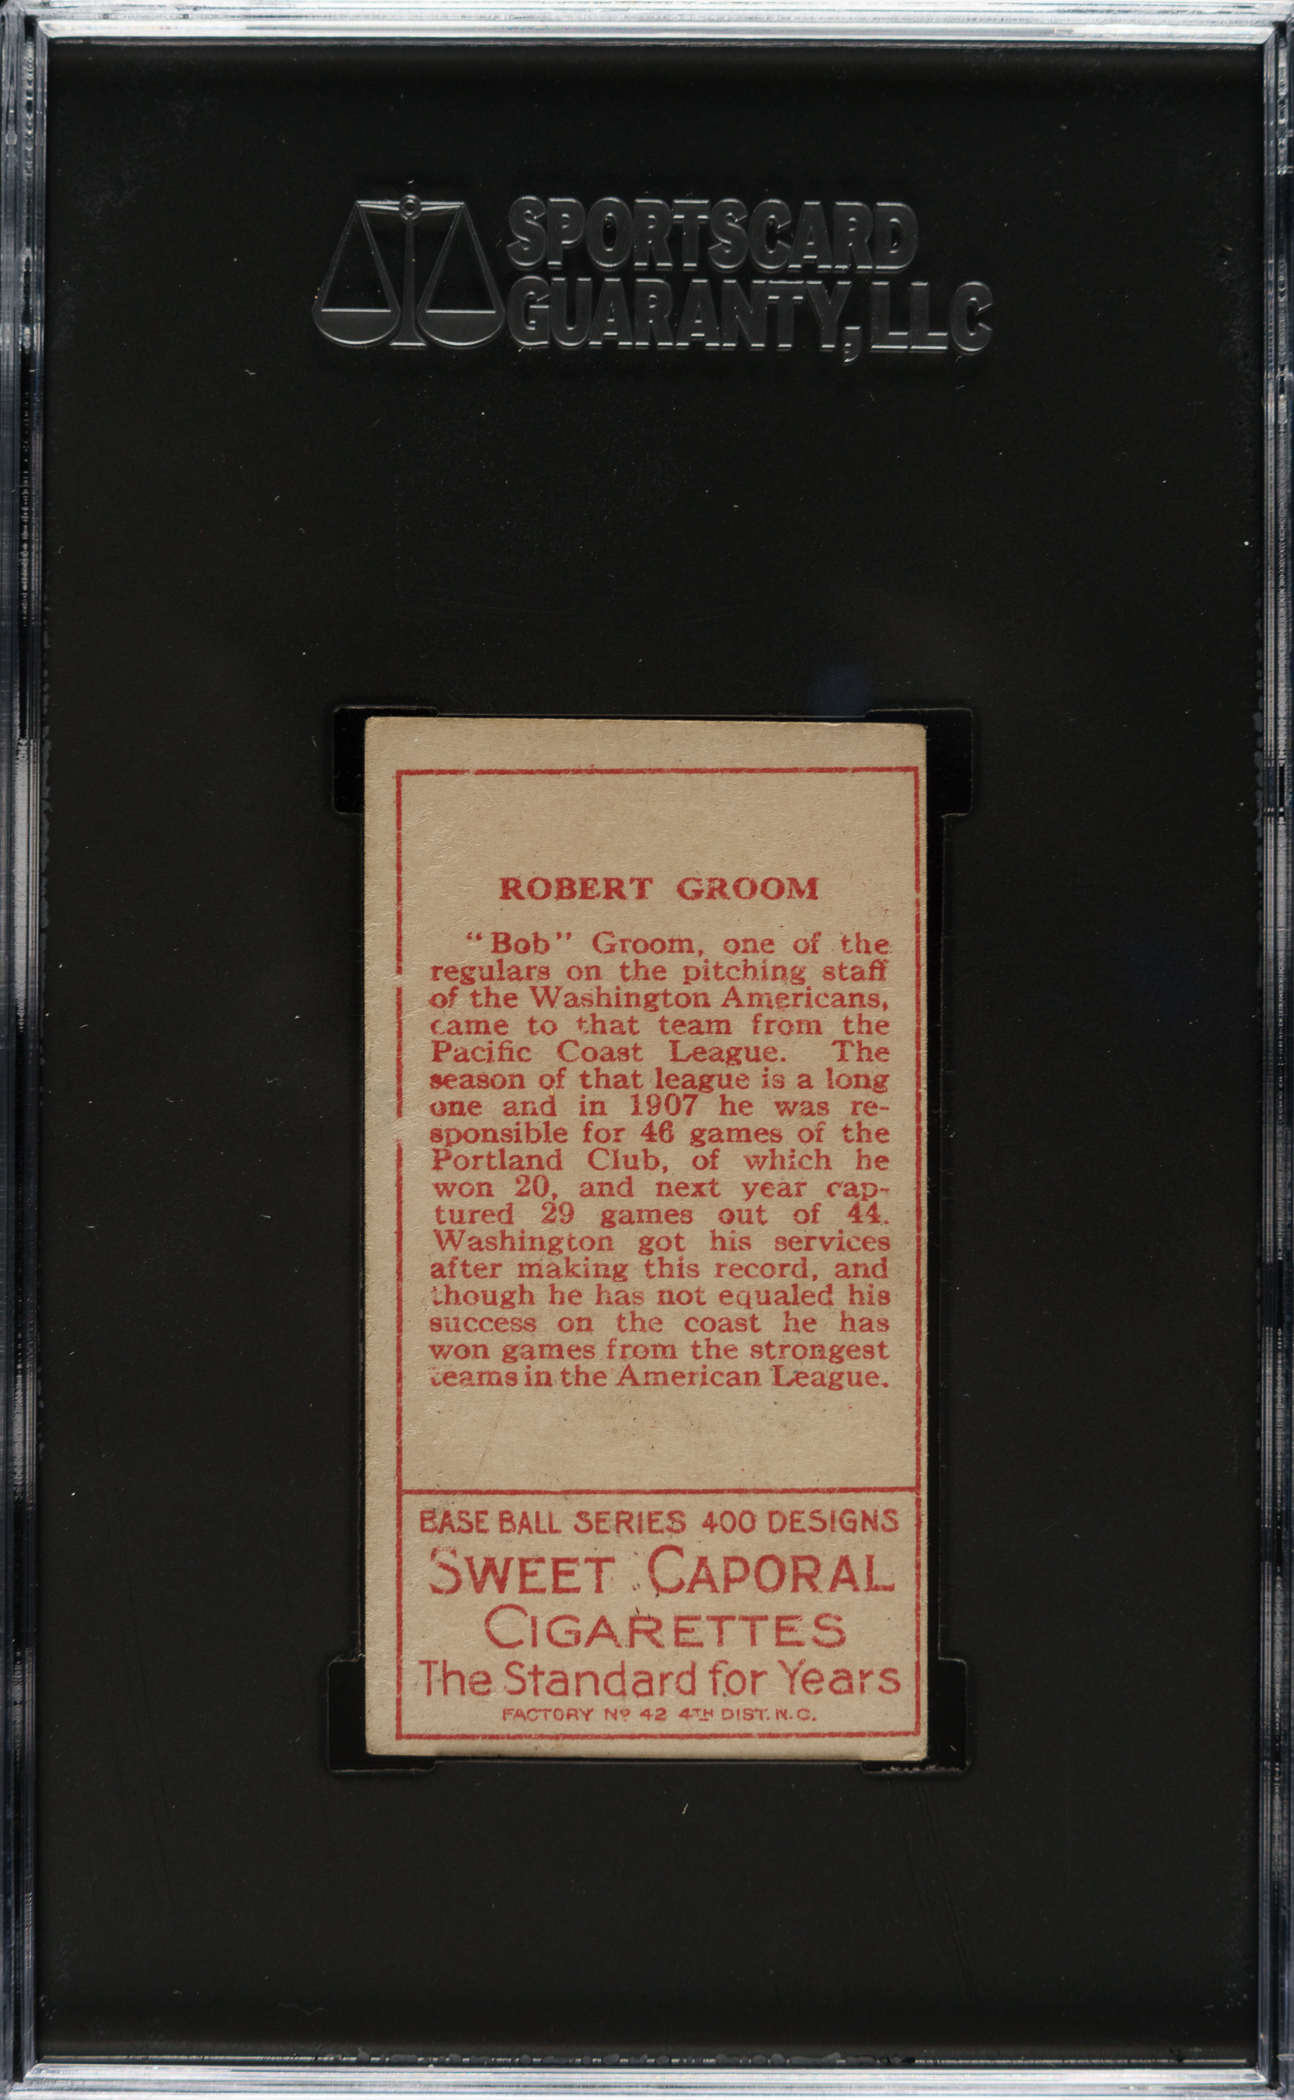 SPORTSCARD
GUARANTY, LLC
ROBERT GROOM
"Bob" Groom, one of the
regulars on the pitching staff
of the Washington Americans,
came to that team from the
Pacific Coast League. The
season of that league is a long
one and in 1907 he was re-
sponsible for 46 games of the
Portland Club, of which he
won 20, and next year cap-
tured 29 games out of 44.
Washington got his services
after making this record, and
though he has not equaled his
success on the coast he has
won games from the strongest
teams in the American League.
BASE BALL SERIES 400 DESIGNS
SWEET CAPORAL
CIGARETTES
The Standard for Years
FACTORY Nº 42 4TH DIST. N.C.